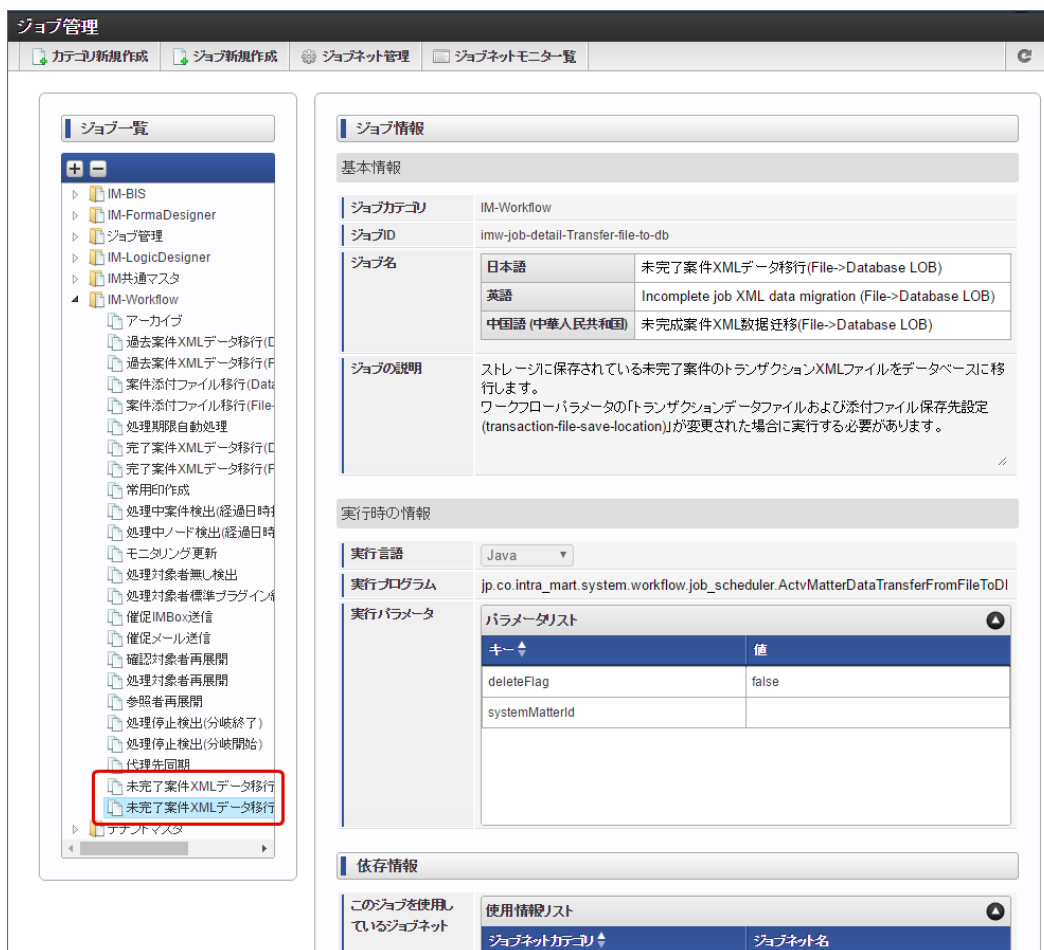 ジョブ管理
カテゴリ新規作成 ジョブ新規作成 ジョブネット管理 ジョブネットモニター覧
ジョブ一覧
IM-BIS
IM-FormaDesigner
ジョブ管理
IM-LogicDesigner
IM共通マスタ
IM-Workflow
アーカイブ
過去案件XMLデータ移行(D
過去案件XMLデータ移行(F
案件添付ファイル移行(Data
案件添付ファイル移行(File-
処理期限自動処理
完了案件XMLデータ移行(D
完了案件XMLデータ移行(F
常用印作成
処理中案件検出(経過日時
処理中ノード検出(経過日時
モニタリング更新
処理対象者無し検出
処理対象者標準プラグイン
催促IMBox送信
催促メール送信
確認対象者再展開
処理対象者再展開
参照者再展開
処理停止検出(分岐終了)
処理停止検出(分岐開始)
代理先同期
未完了案件XMLデータ移行
未完了案件XMLデータ移行
テナントマスタ
ジョブ情報
基本情報
ジョブカテゴリ IM-Workflow
ジョブID imw-job-detail-Transfer-file-to-db
ジョブ名 日本語 未完了案件XMLデータ移行(File->Database LOB)
英語 Incomplete job XML data migration (File->Database LOB)
中国語 (中華人民共和国) 未完成案件XML数据迁移(File->Database LOB)
ジョブの説明 ストレージに保存されている未完了案件のトランザクションXMLファイルをデータベースに移
行します。
ワークフローパラメータの「トランザクションデータファイルおよび添付ファイル保存先設定
(transaction-file-save-location)」が変更された場合に実行する必要があります。
実行時の情報
実行言語 Java
実行プログラム jp.co.intra_mart.system.workflow.job_scheduler.ActvMatterDataTransferFromFileToDl
実行パラメータ パラメータリスト
キー 値
deleteFlag false
systemMatterId
依存情報
このジョブを使用し
ているジョブネット
使用情報リスト
ジョブネットカテゴリ ジョブネット名